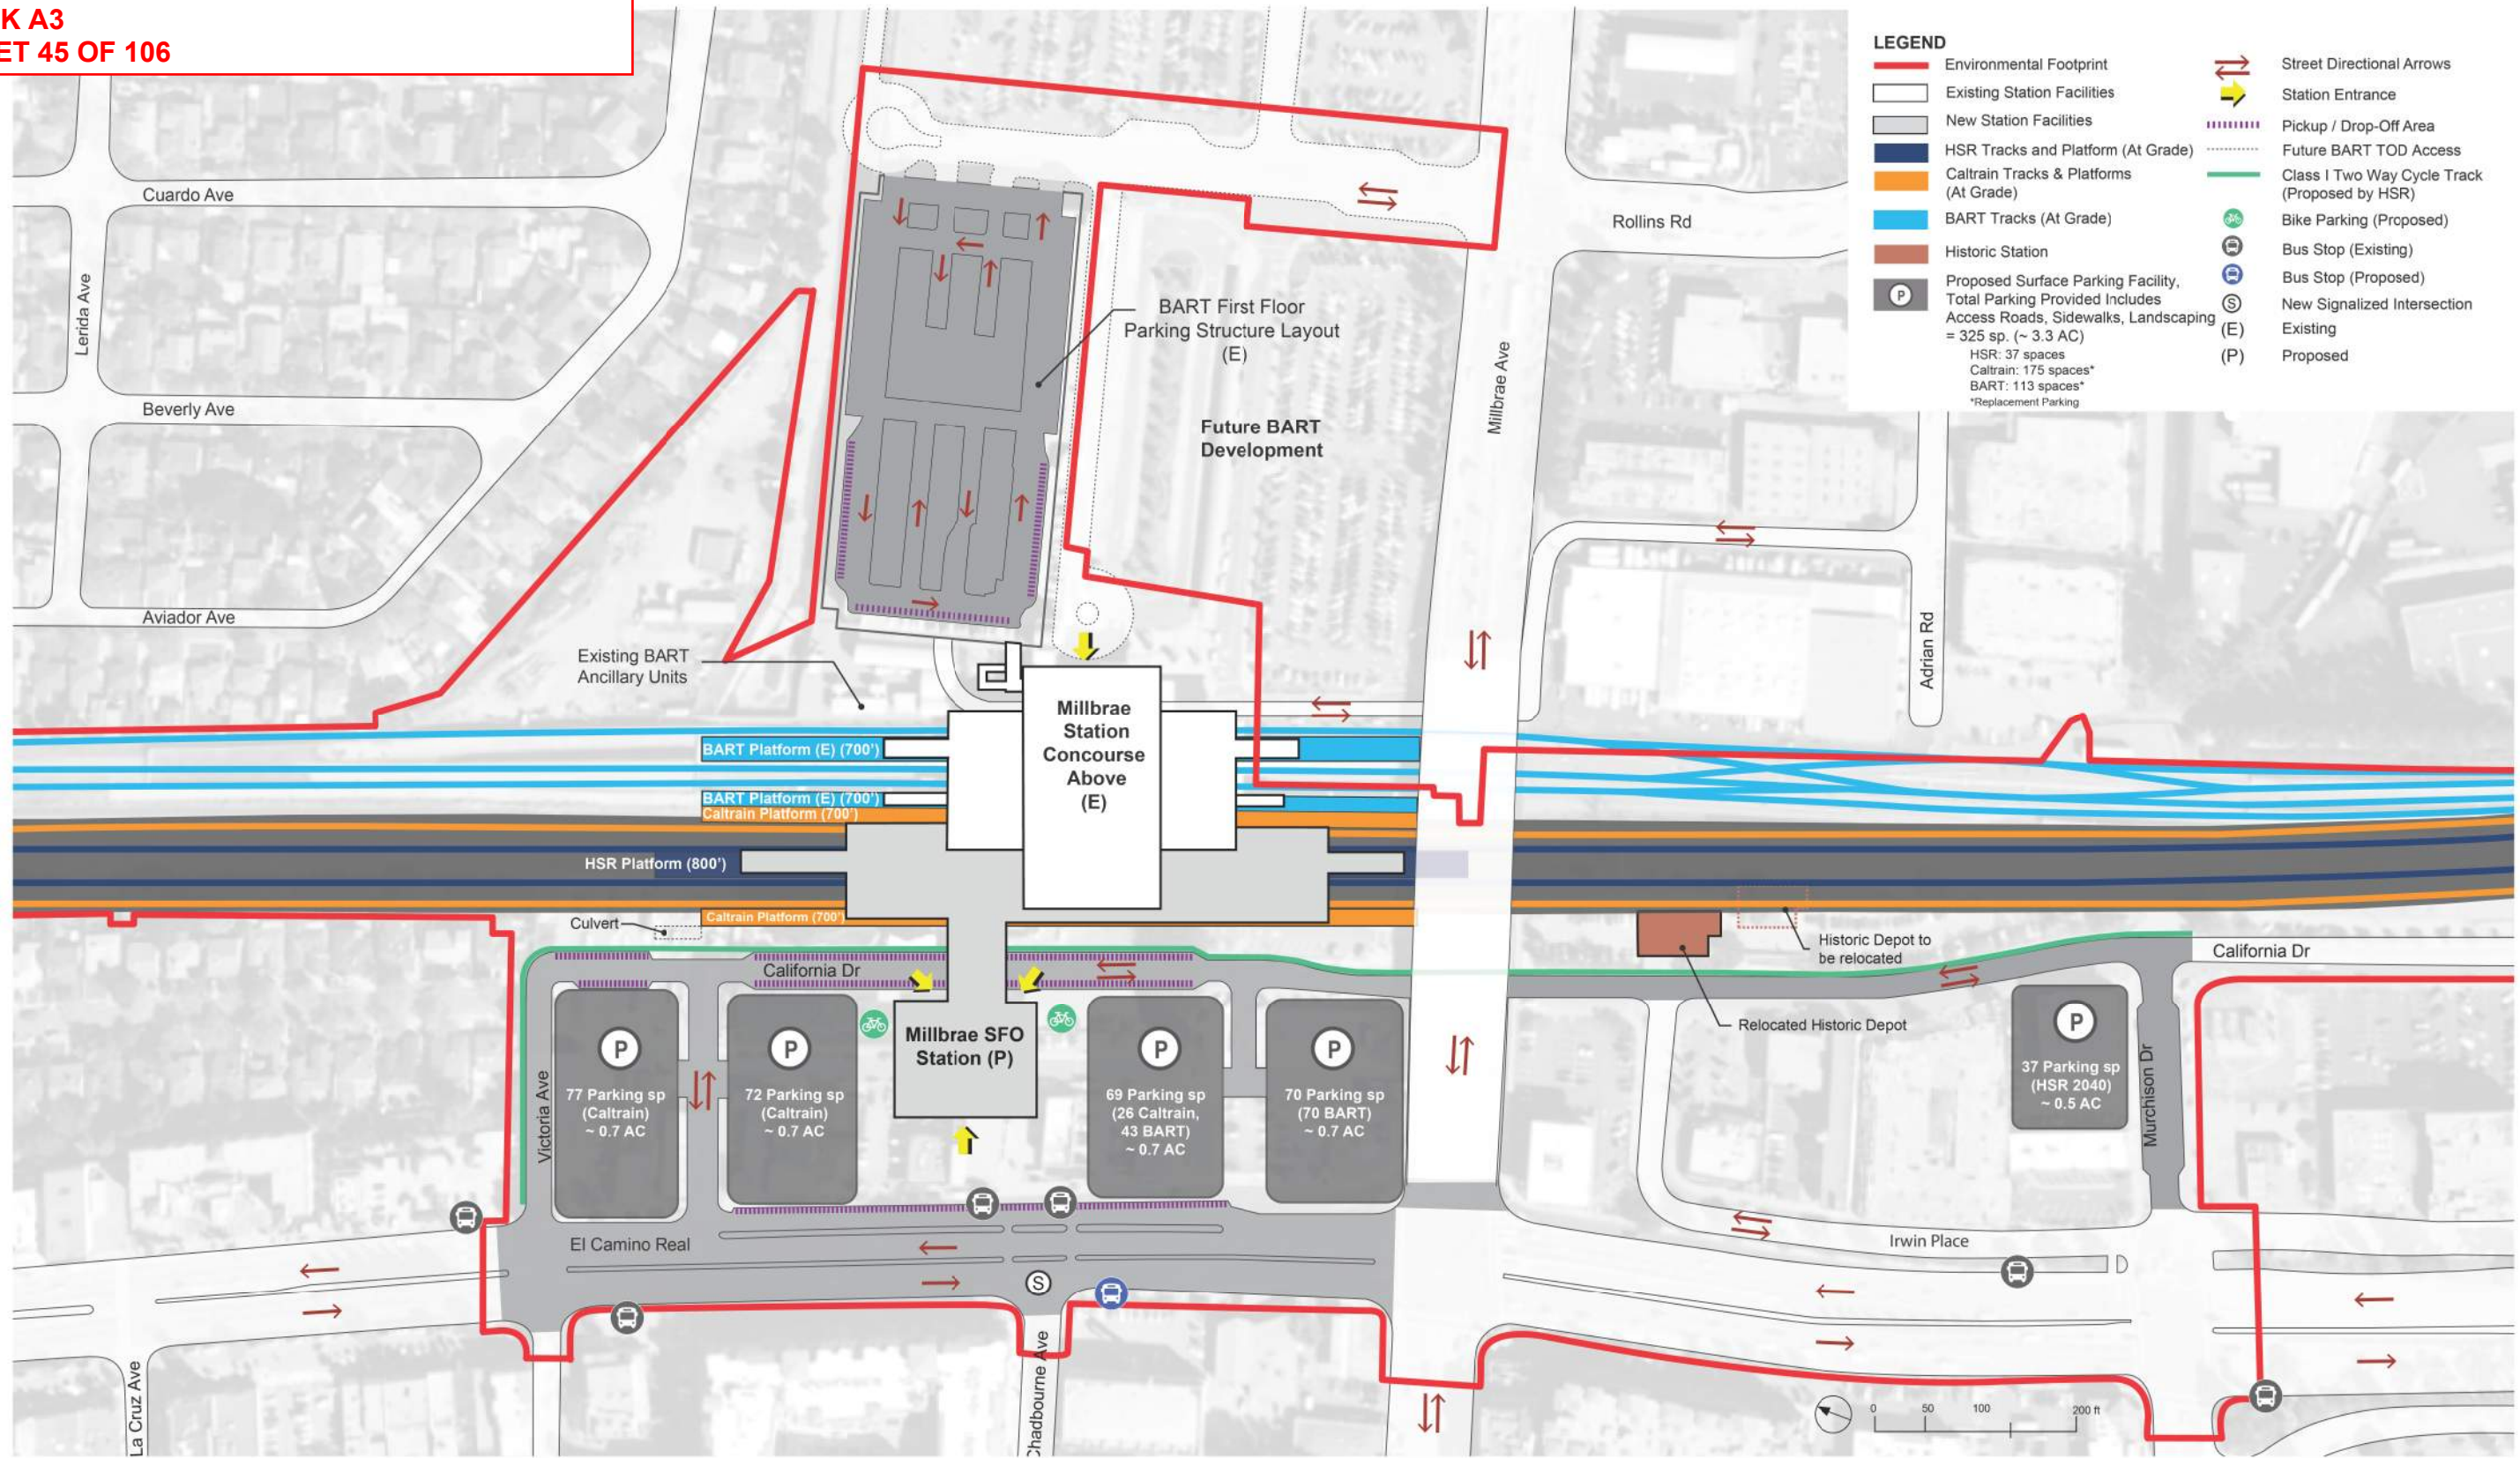 K A3
ET 45 OF 106
LEGEND
Environmental Footprint
Existing Station Facilities
New Station Facilities
HSR Tracks and Platform (At Grade)
Caltrain Tracks & Platforms
(At Grade)
BART Tracks (At Grade)
Historic Station
P
Proposed Surface Parking Facility,
Total Parking Provided Includes
Access Roads, Sidewalks, Landscaping
= 325 sp. (~ 3.3 AC)
HSR: 37 spaces
Caltrain: 175 spaces*
BART: 113 spaces*
*Replacement Parking
Street Directional Arrows
Station Entrance
Pickup / Drop-Off Area
Future BART TOD Access
Class I Two Way Cycle Track
(Proposed by HSR)
Bike Parking (Proposed)
Bus Stop (Existing)
Bus Stop (Proposed)
S New Signalized Intersection
(E) Existing
(P) Proposed
Cuardo Ave
Lerida Ave
Beverly Ave
Aviador Ave
Rollins Rd
Millbrae Ave
Adrian Rd
BART First Floor
Parking Structure Layout
(E)
Future BART
Development
Existing BART
Ancillary Units
Millbrae
Station
Concourse
Above
(E)
BART Platform (E) (700')
BART Platform (E) (700')
Caltrain Platform (700')
HSR Platform (800')
Caltrain Platform (700')
Culvert
California Dr
Historic Depot to
be relocated
California Dr
Relocated Historic Depot
Millbrae SFO
Station (P)
Victoria Ave
P
77 Parking sp
(Caltrain)
~ 0.7 AC
P
72 Parking sp
(Caltrain)
~ 0.7 AC
P
69 Parking sp
(26 Caltrain,
43 BART)
~ 0.7 AC
P
70 Parking sp
(70 BART)
~ 0.7 AC
P
37 Parking sp
(HSR 2040)
~ 0.5 AC
Murchison Dr
El Camino Real
Irwin Place
S
La Cruz Ave
Chadbourne Ave
0 50 100 200 ft